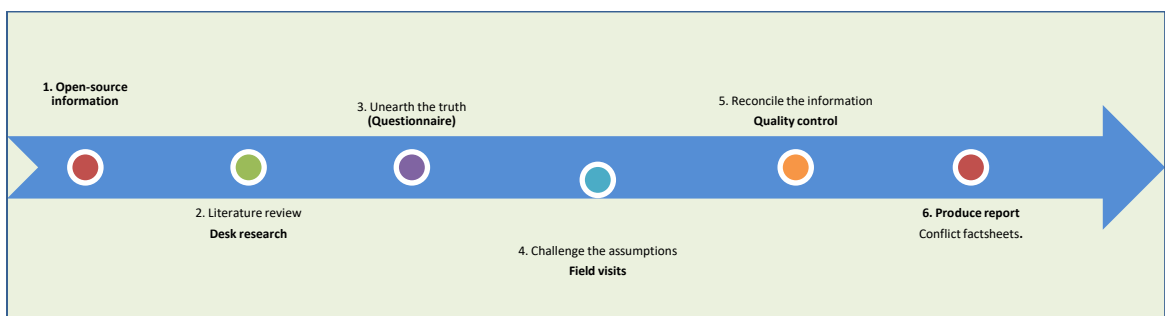 1. Open-source
information
2. Literature review
Desk research
3. Unearth the truth
(Questionnaire)
4. Challenge the assumptions
Field visits
5. Reconcile the information
Quality control
6. Produce report
Conflict factsheets.